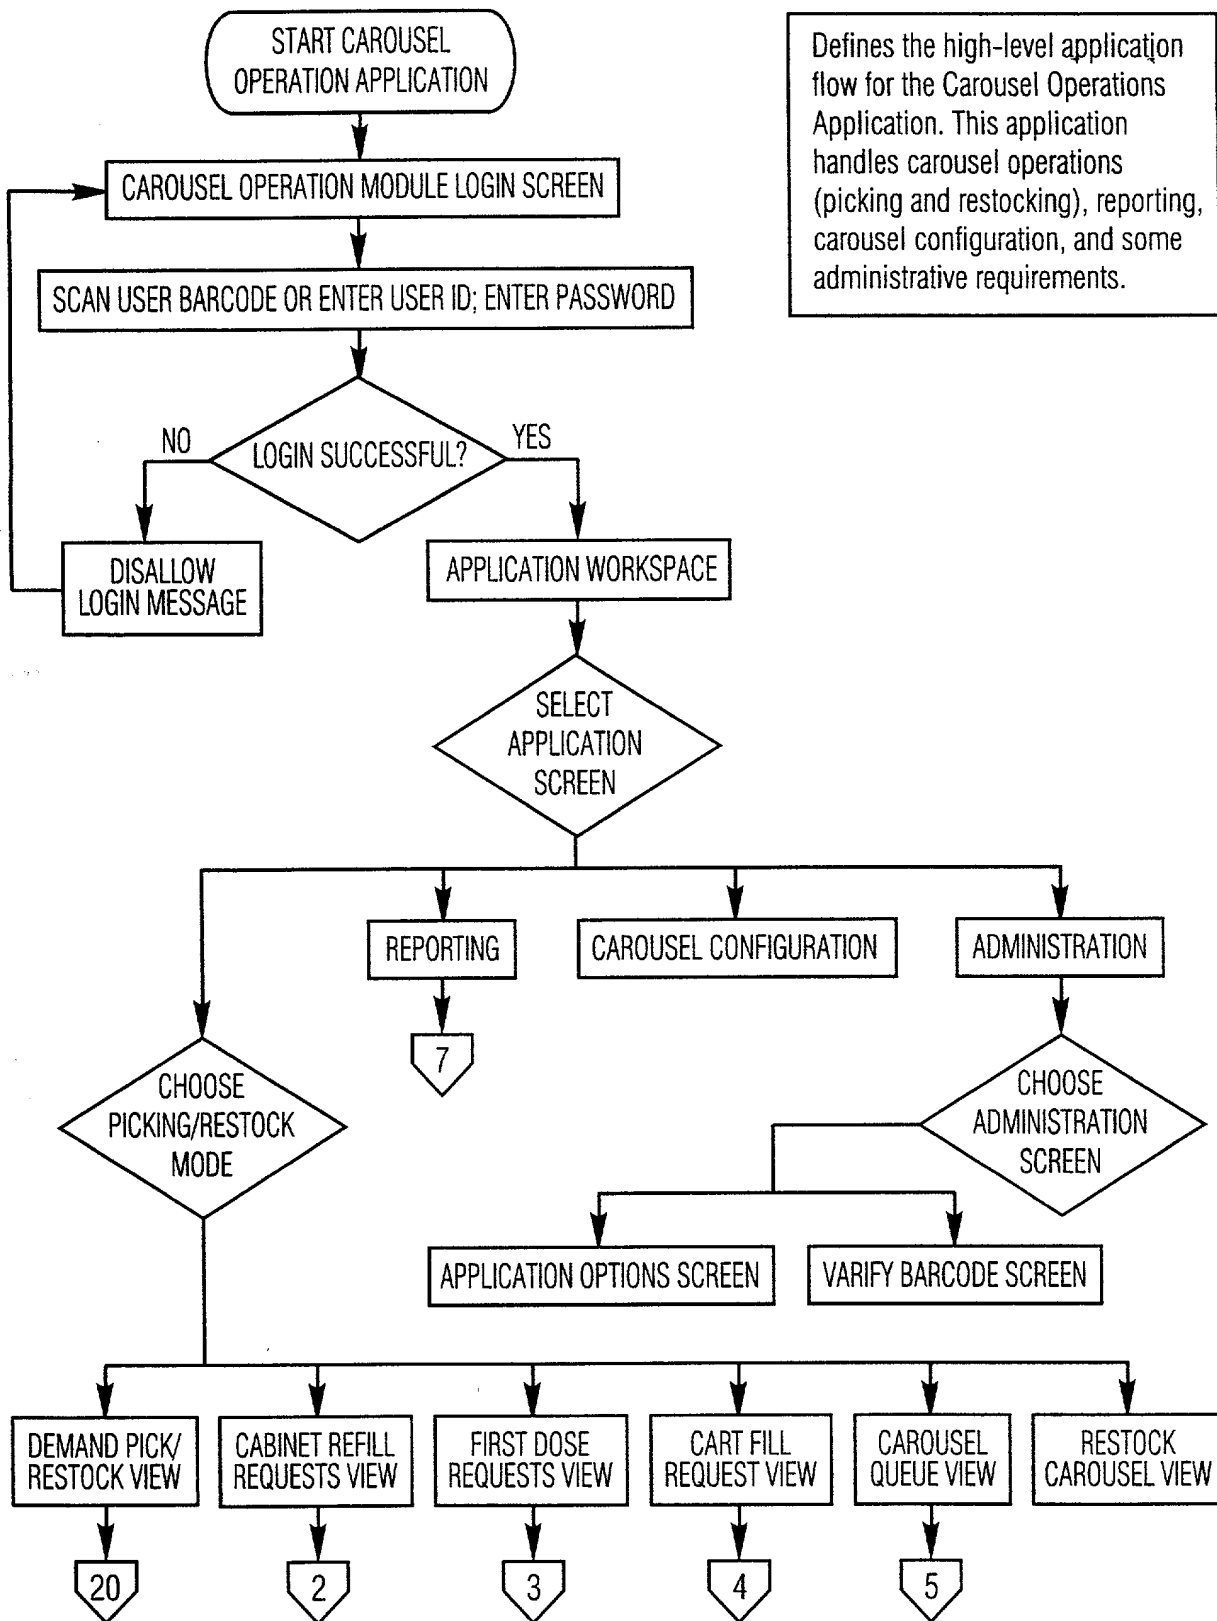 START CAROUSEL
OPERATION APPLICATION
Defines the high-level application
flow for the Carousel Operations
Application. This application
handles carousel operations
(picking and restocking), reporting,
carousel configuration, and some
administrative requirements.
CAROUSEL OPERATION MODULE LOGIN SCREEN
SCAN USER BARCODE OR ENTER USER ID; ENTER PASSWORD
NO
LOGIN SUCCESSFUL?
YES
DISALLOW
LOGIN MESSAGE
APPLICATION WORKSPACE
SELECT
APPLICATION
SCREEN
REPORTING
CAROUSEL CONFIGURATION
ADMINISTRATION
7
CHOOSE
PICKING/RESTOCK
MODE
CHOOSE
ADMINISTRATION
SCREEN
APPLICATION OPTIONS SCREEN
VARIFY BARCODE SCREEN
DEMAND PICK/
RESTOCK VIEW
CABINET REFILL
REQUESTS VIEW
FIRST DOSE
REQUESTS VIEW
CART FILL
REQUEST VIEW
CAROUSEL
QUEUE VIEW
RESTOCK
CAROUSEL VIEW
20
2
3
4
5